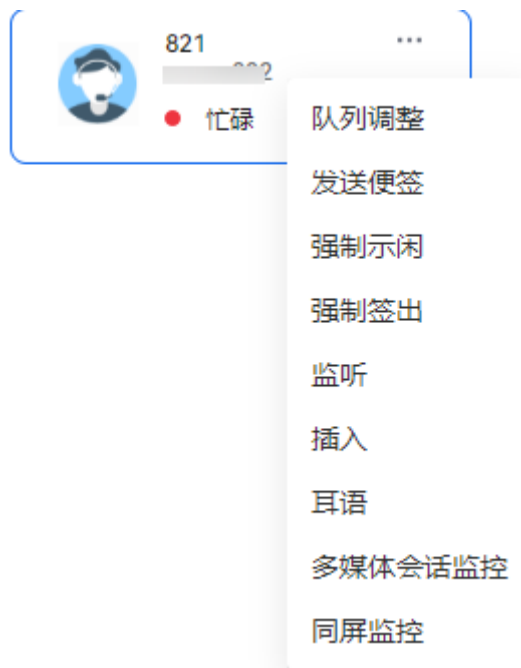 821
忙碌
队列调整
发送便签
强制示闲
强制签出
监听
插入
耳语
多媒体会话监控
同屏监控